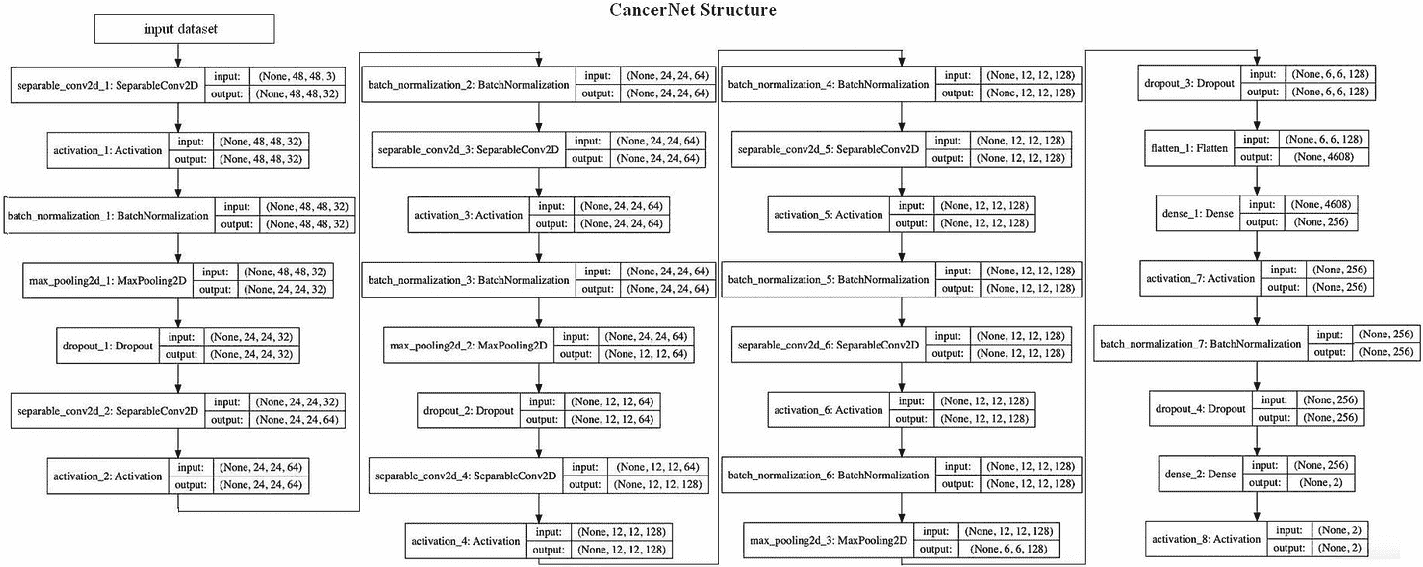 CancerNet Structure
input dataset
separable_conv2d_1: SeparableConv2D
input: (None, 48, 48, 3)
output: (None, 48, 48, 32)
activation_1: Activation
input: (None, 48, 48, 32)
output: (None, 48, 48, 32)
batch_normalization_1: BatchNormalization
input: (None, 48, 48, 32)
output: (None, 48, 48, 32)
max_pooling2d_1: MaxPooling2D
input: (None, 48, 48, 32)
output: (None, 24, 24, 32)
dropout_1: Dropout
input: (None, 24, 24, 32)
output: (None, 24, 24, 32)
separable_conv2d_2: SeparableConv2D
input: (None, 24, 24, 32)
output: (None, 24, 24, 64)
activation_2: Activation
input: (None, 24, 24, 64)
output: (None, 24, 24, 64)
batch_normalization_2: BatchNormalization
input: (None, 24, 24, 64)
output: (None, 24, 24, 64)
separable_conv2d_3: SeparableConv2D
input: (None, 24, 24, 64)
output: (None, 24, 24, 64)
activation_3: Activation
input: (None, 24, 24, 64)
output: (None, 24, 24, 64)
batch_normalization_3: BatchNormalization
input: (None, 24, 24, 64)
output: (None, 24, 24, 64)
max_pooling2d_2: MaxPooling2D
input: (None, 24, 24, 64)
output: (None, 12, 12, 64)
dropout_2: Dropout
input: (None, 12, 12, 64)
output: (None, 12, 12, 64)
separable_conv2d_4: SeparableConv2D
input: (None, 12, 12, 64)
output: (None, 12, 12, 128)
activation_4: Activation
input: (None, 12, 12, 128)
output: (None, 12, 12, 128)
batch_normalization_4: BatchNormalization
input: (None, 12, 12, 128)
output: (None, 12, 12, 128)
separable_conv2d_5: SeparableConv2D
input: (None, 12, 12, 128)
output: (None, 12, 12, 128)
activation_5: Activation
input: (None, 12, 12, 128)
output: (None, 12, 12, 128)
batch_normalization_5: BatchNormalization
input: (None, 12, 12, 128)
output: (None, 12, 12, 128)
separable_conv2d_6: SeparableConv2D
input: (None, 12, 12, 128)
output: (None, 12, 12, 128)
activation_6: Activation
input: (None, 12, 12, 128)
output: (None, 12, 12, 128)
batch_normalization_6: BatchNormalization
input: (None, 12, 12, 128)
output: (None, 12, 12, 128)
max_pooling2d_3: MaxPooling2D
input: (None, 12, 12, 128)
output: (None, 6, 6, 128)
dropout_3: Dropout
input: (None, 6, 6, 128)
output: (None, 6, 6, 128)
flatten_1: Flatten
input: (None, 6, 6, 128)
output: (None, 4608)
dense_1: Dense
input: (None, 4608)
output: (None, 256)
activation_7: Activation
input: (None, 256)
output: (None, 256)
batch_normalization_7: BatchNormalization
input: (None, 256)
output: (None, 256)
dropout_4: Dropout
input: (None, 256)
output: (None, 256)
dense_2: Dense
input: (None, 256)
output: (None, 2)
activation_8: Activation
input: (None, 2)
output: (None, 2)